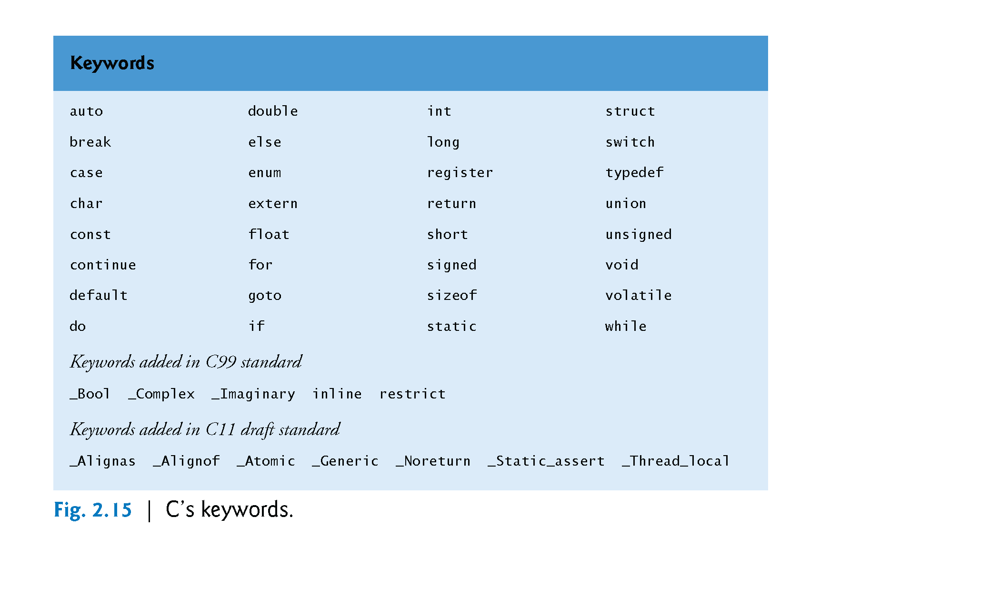 Keywords
auto double int struct
break else long switch
case enum register typedef
char extern return union
const float short unsigned
continue for signed void
default goto sizeof volatile
do if static while
Keywords added in C99 standard
_Bool _Complex _Imaginary inline restrict
Keywords added in C11 draft standard
_Alignas _Alignof _Atomic _Generic _Noreturn _Static_assert _Thread_local
Fig. 2.15 | C’s keywords.